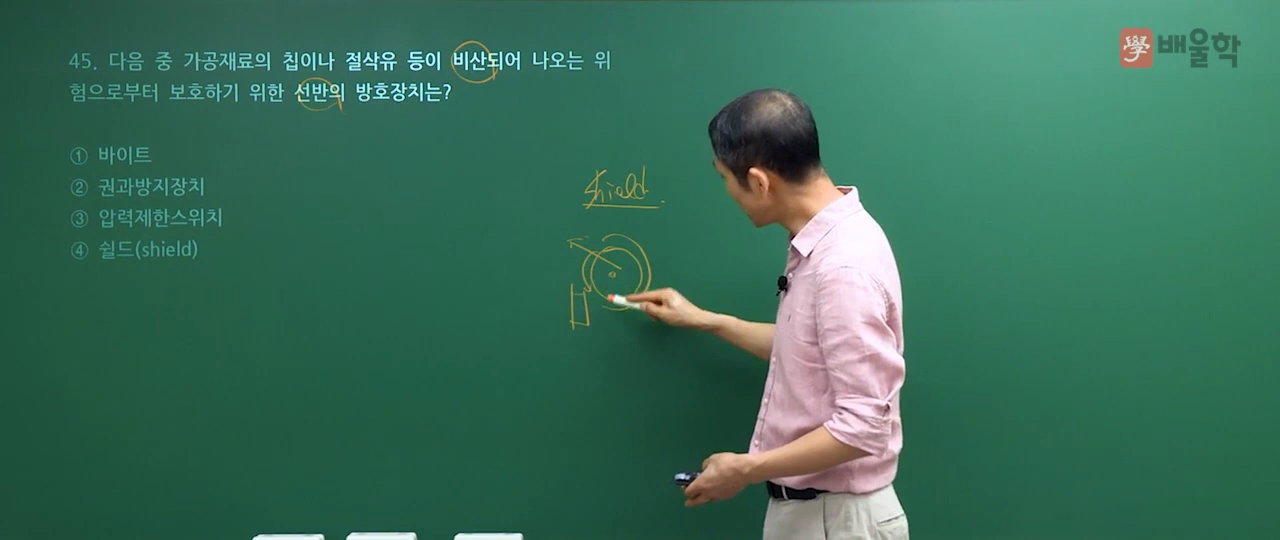 45. 다음 중 가공재료의 칩이나 절삭유 등이 비산되어 나오는 위
험으로부터 보호하기 위한 선반의 방호장치는?
① 바이트
② 권과방지장치
③ 압력제한스위치
④ 쉴드(shield)
shield.
學 배울학